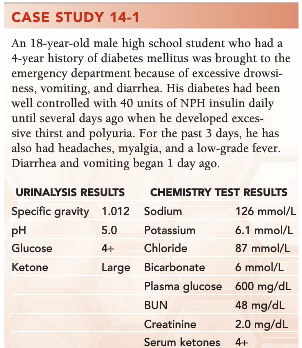 CASE STUDY 14-1
An 18-year-old male high school student who had a
4-year history of diabetes mellitus was brought to the
emergency department because of excessive drowsi-
ness, vomiting, and diarrhea. His diabetes had been
well controlled with 40 units of NPH insulin daily
until several days ago when he developed exces-
sive thirst and polyuria. For the past 3 days, he has
also had headaches, myalgia, and a low-grade fever.
Diarrhea and vomiting began 1 day ago.
URINALYSIS RESULTS CHEMISTRY TEST RESULTS
Specific gravity 1.012 Sodium 126 mmol/L
pH 5.0 Potassium 6.1 mmol/L
Glucose 4+ Chloride 87 mmol/L
Ketone Large Bicarbonate 6 mmol/L
Plasma glucose 600 mg/dL
BUN 48 mg/dL
Creatinine 2.0 mg/dL
Serum ketones 4+